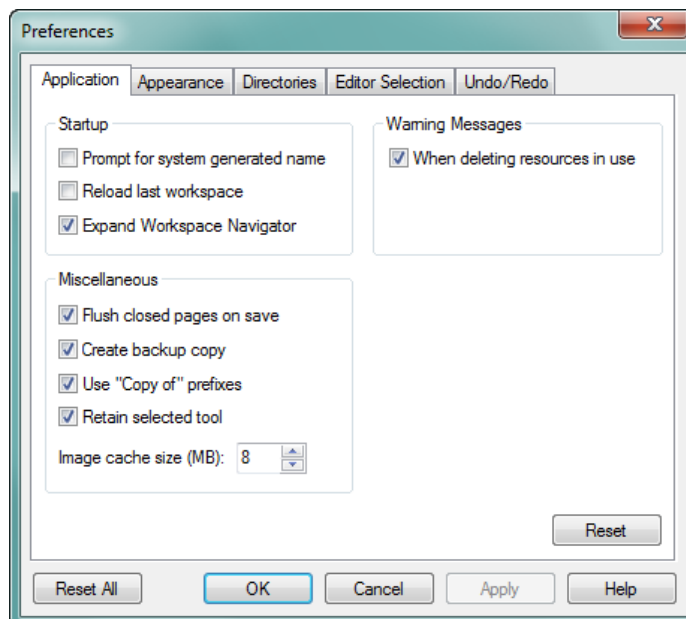 Preferences
Application Appearance Directories Editor Selection Undo/Redo
Startup
Prompt for system generated name
Reload last workspace
Expand Workspace Navigator
Warning Messages
When deleting resources in use
Miscellaneous
Flush closed pages on save
Create backup copy
Use "Copy of" prefixes
Retain selected tool
Image cache size (MB): 8
Reset
Reset All OK Cancel Apply Help